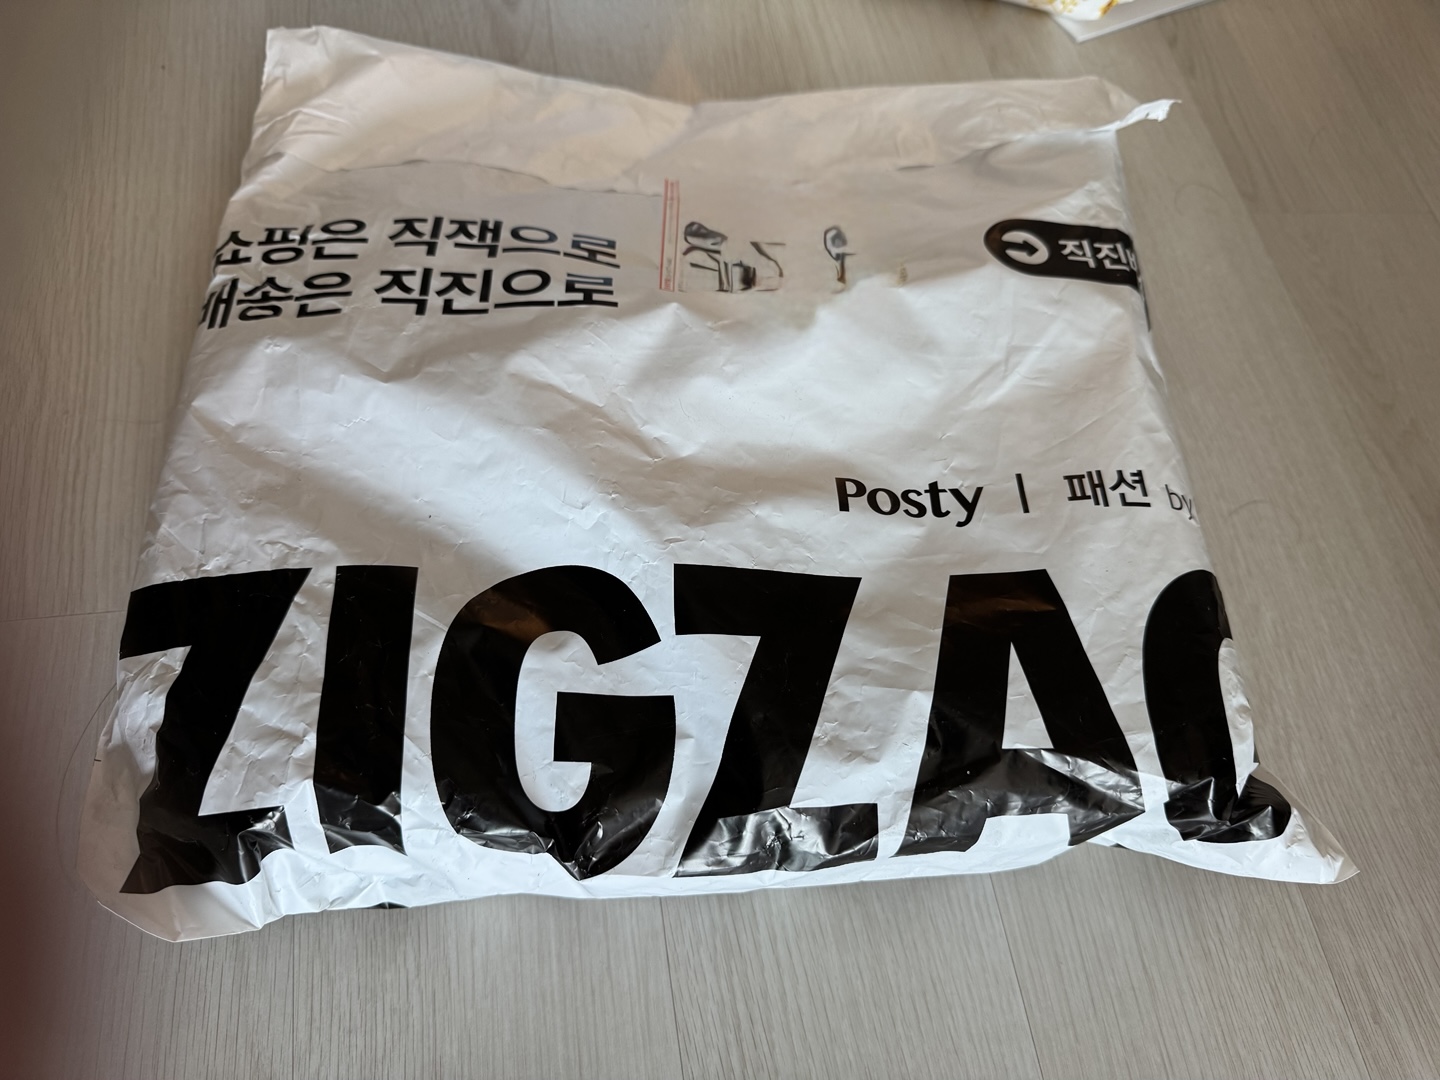 쇼핑은 직잭으로
배송은 직진으로
직진
Posty | 패션 by
ZIGZAG